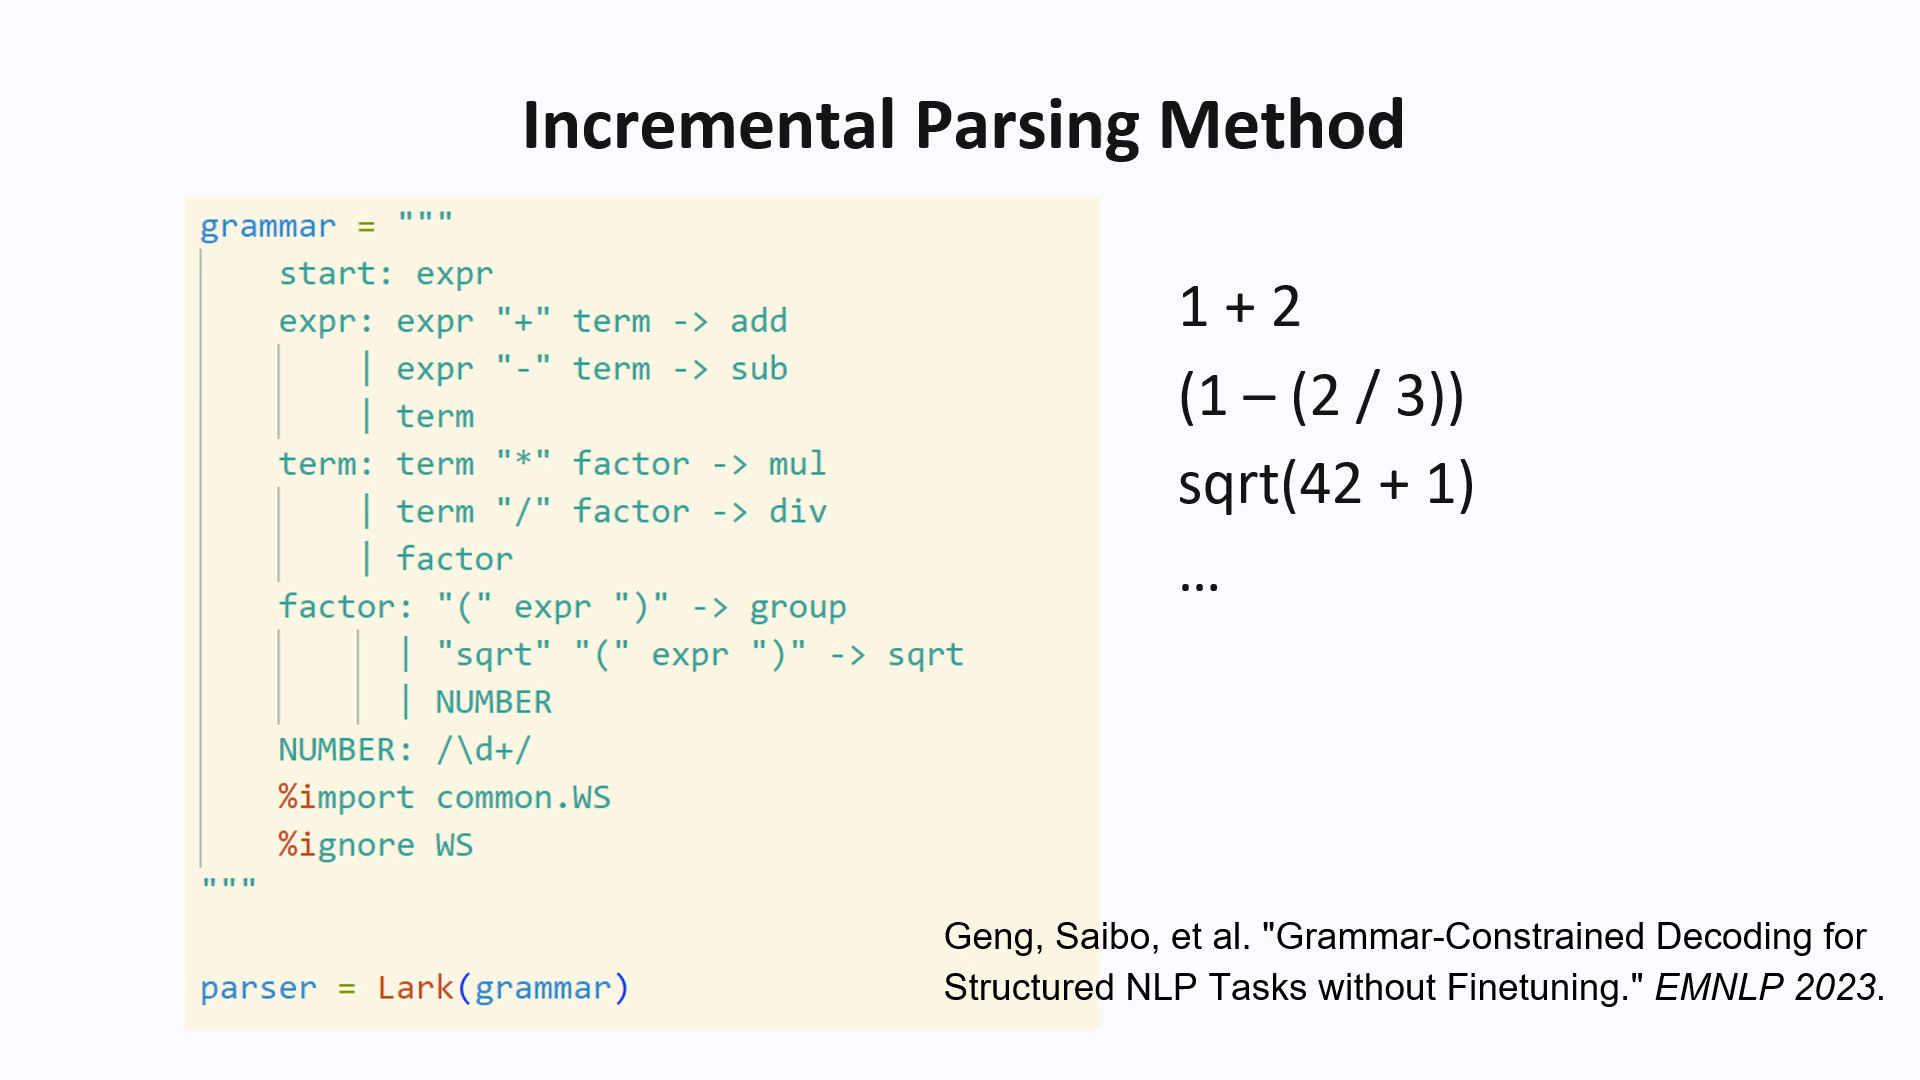 Incremental Parsing Method
grammar = """
start: expr
expr: expr "+" term -> add
| expr "-" term -> sub
| term
term: term "*" factor -> mul
| term "/" factor -> div
| factor
factor: "(" expr ")" -> group
| "sqrt" "(" expr ")" -> sqrt
| NUMBER
NUMBER: /\d+/
%import common.WS
%ignore WS
"""
parser = Lark(grammar)
1 + 2
(1 – (2 / 3))
sqrt(42 + 1)
...
Geng, Saibo, et al. "Grammar-Constrained Decoding for
Structured NLP Tasks without Finetuning." EMNLP 2023.